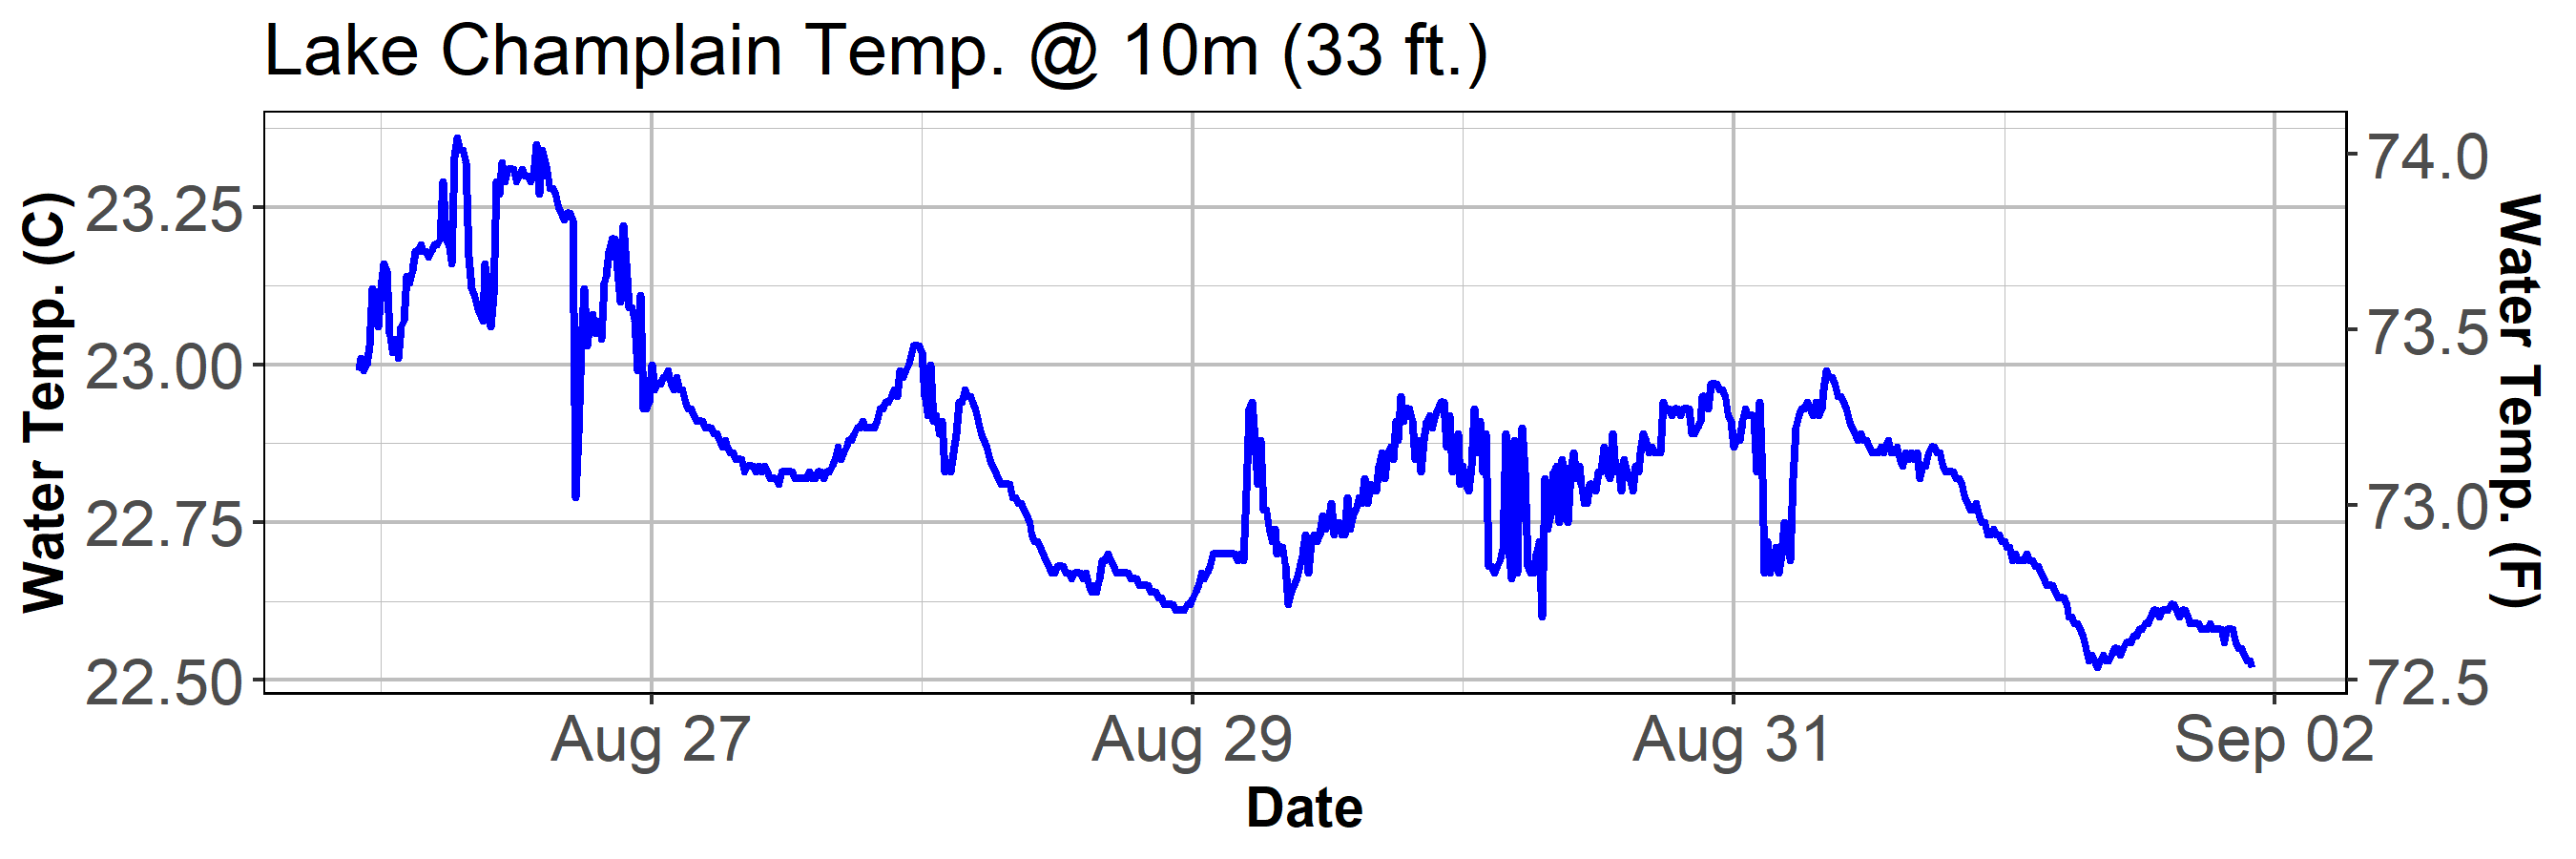 Lake Champlain Temp. @ 10m (33 ft.)
Water Temp. (C)
23.25
23.00
22.75
22.50
74.0
73.5
73.0
72.5
Water Temp. (F)
Aug 27
Aug 29
Aug 31
Sep 02
Date